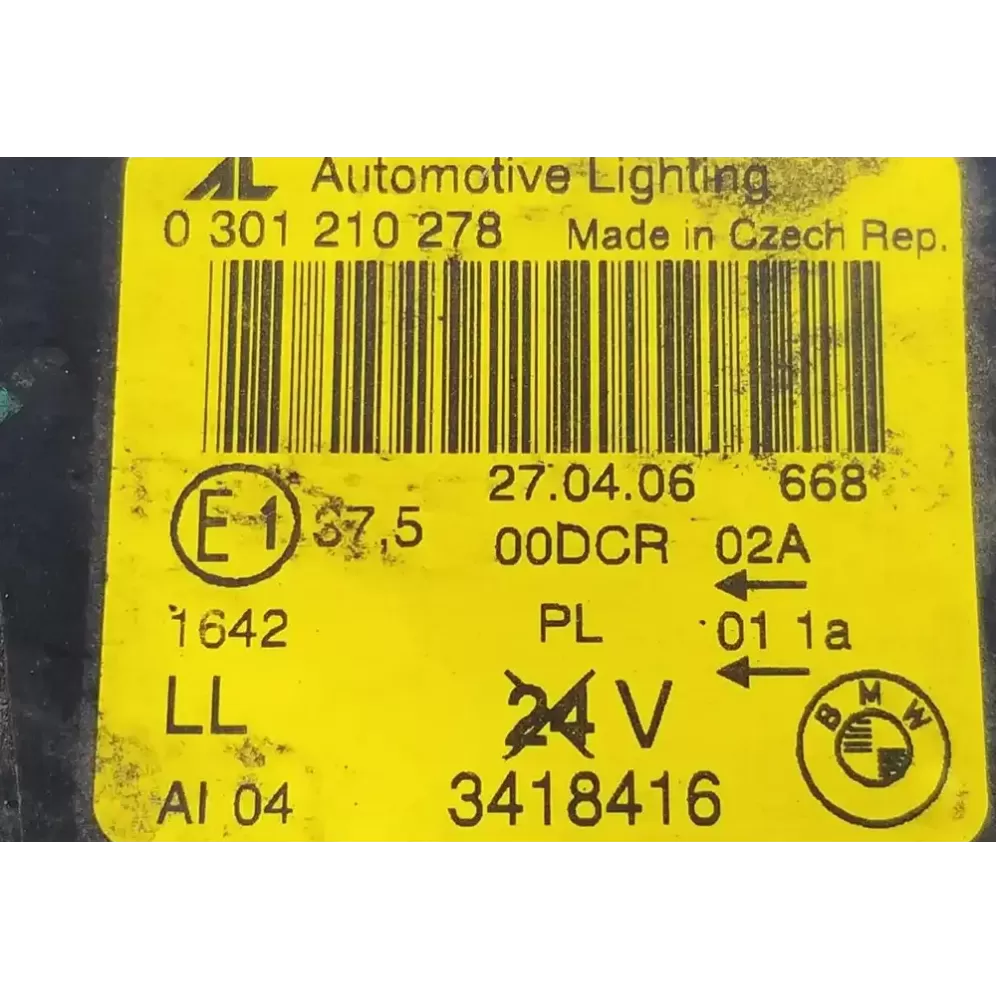 AL Automotive Lighting
0 301 210 278 Made in Czech Rep.
27.04.06 668
E1 37,5 00DCR 02A
1642 PL 01 1a
LL 24 V
AI 04 3418416
BMW